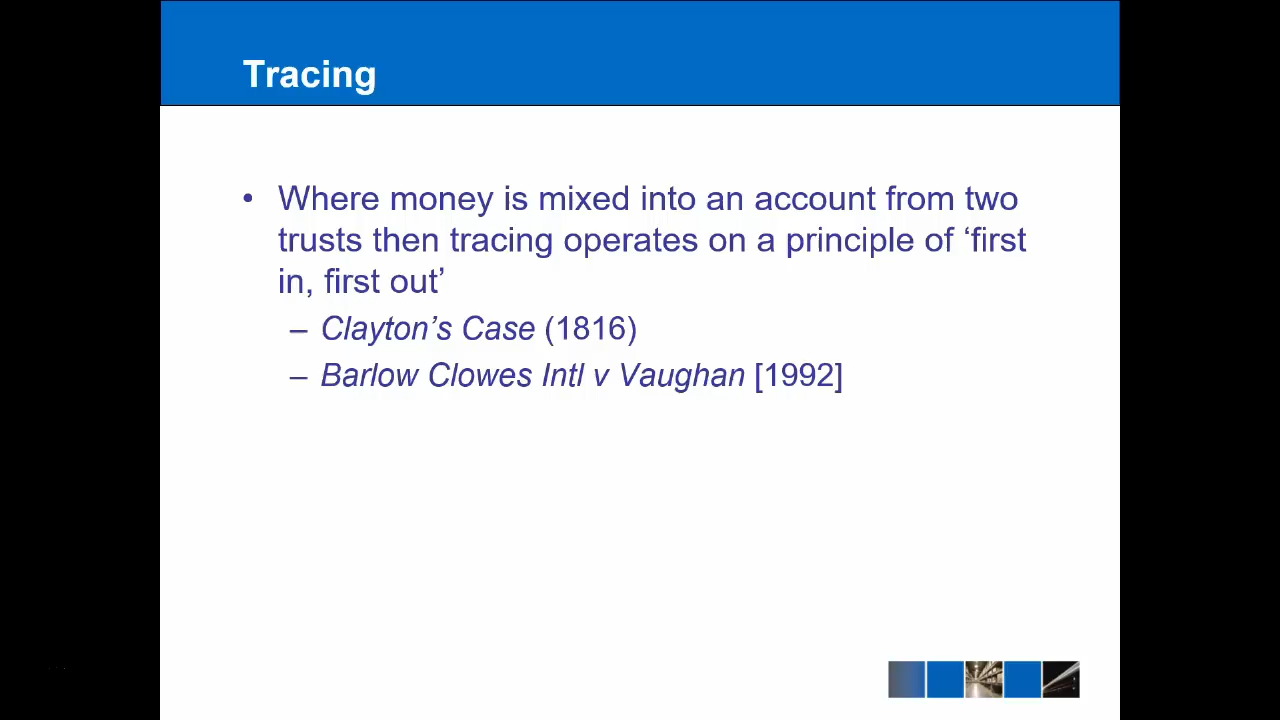 Tracing
• Where money is mixed into an account from two
trusts then tracing operates on a principle of ‘first
in, first out’
– Clayton’s Case (1816)
– Barlow Clowes Intl v Vaughan [1992]